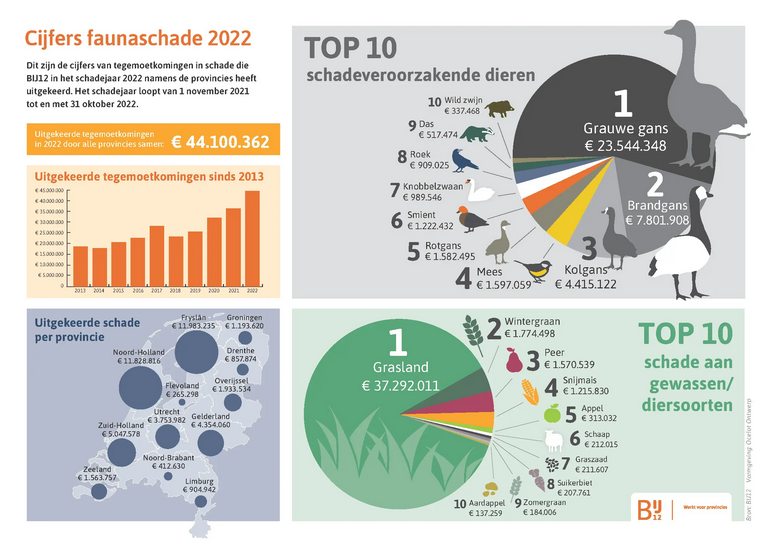 Cijfers faunaschade 2022
Dit zijn de cijfers van tegemoetkomingen in schade die
BIJ12 in het schadejaar 2022 namens de provincies heeft
uitgekeerd. Het schadejaar loopt van 1 november 2021
tot en met 31 oktober 2022.
Uitgekeerde tegemoetkomingen
in 2022 door alle provincies samen: € 44.100.362
Uitgekeerde tegemoetkomingen sinds 2013
€ 45.000.000
€ 40.000.000
€ 35.000.000
€ 30.000.000
€ 25.000.000
€ 20.000.000
€ 15.000.000
€ 10.000.000
€ 5.000.000
0
2013 2014 2015 2016 2017 2018 2019 2020 2021 2022
TOP 10
schadeveroorzakende dieren
1
Grauwe gans
€ 23.544.348
2
Brandgans
€ 7.801.908
3
Kolgans
€ 4.415.122
4 Mees
€ 1.597.059
5 Rotgans
€ 1.582.495
6 Smient
€ 1.222.432
7 Knobbelzwaan
€ 989.546
8 Roek
€ 909.025
9 Das
€ 517.474
10 Wild zwijn
€ 337.468
Uitgekeerde schade
per provincie
Fryslân
€ 11.983.235
Groningen
€ 1.193.620
Noord-Holland
€ 11.828.816
Drenthe
€ 857.874
Flevoland
€ 265.298
Overijssel
€ 1.933.534
Utrecht
€ 3.753.982
Gelderland
€ 4.354.060
Zuid-Holland
€ 5.047.578
Noord-Brabant
€ 412.630
Zeeland
€ 1.563.757
Limburg
€ 904.942
TOP 10
schade aan
gewassen/
diersoorten
1
Grasland
€ 37.292.011
2 Wintergraan
€ 1.774.498
3 Peer
€ 1.570.539
4 Snijmais
€ 1.215.830
5 Appel
€ 313.032
6 Schaap
€ 212.015
7 Graszaad
€ 211.607
8 Suikerbiet
€ 207.761
9 Zomergraan
€ 184.006
10 Aardappel
€ 137.259
BIJ12
Werkt voor provincies
Bron: BIJ12 Vormgeving: Ocelot Ontwerp